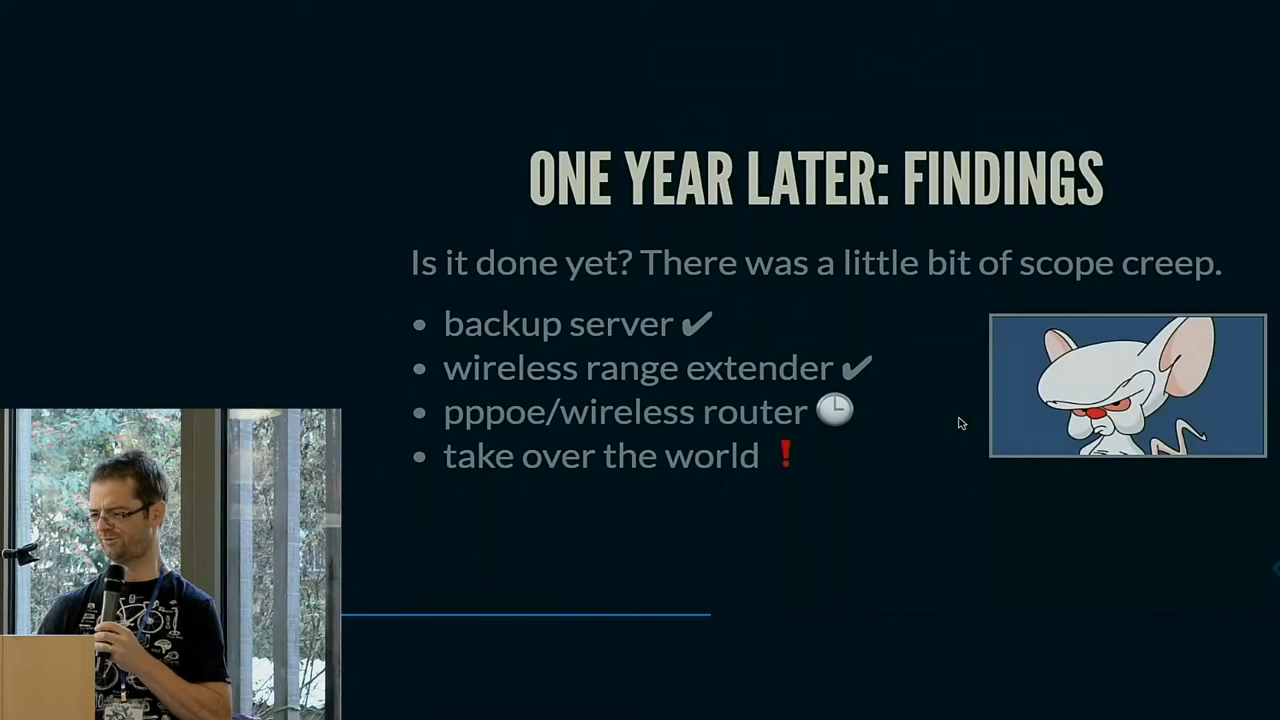 ONE YEAR LATER: FINDINGS
Is it done yet? There was a little bit of scope creep.
• backup server ✔
• wireless range extender ✔
• pppoe/wireless router 🕒
• take over the world ❗